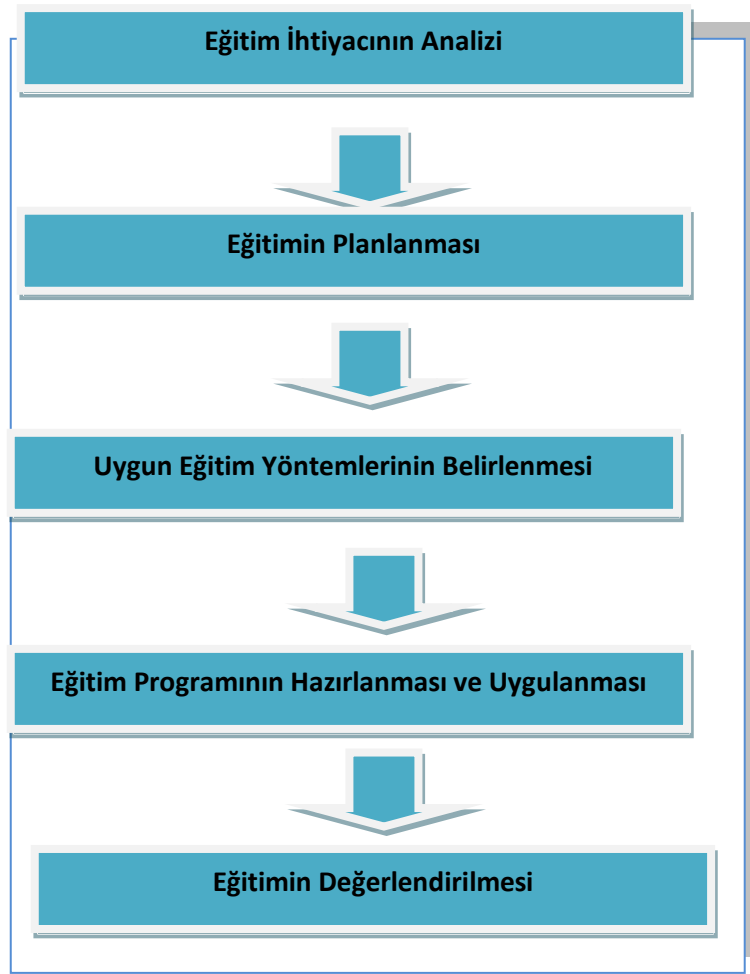 Eğitim İhtiyacının Analizi
Eğitimin Planlanması
Uygun Eğitim Yöntemlerinin Belirlenmesi
Eğitim Programının Hazırlanması ve Uygulanması
Eğitimin Değerlendirilmesi